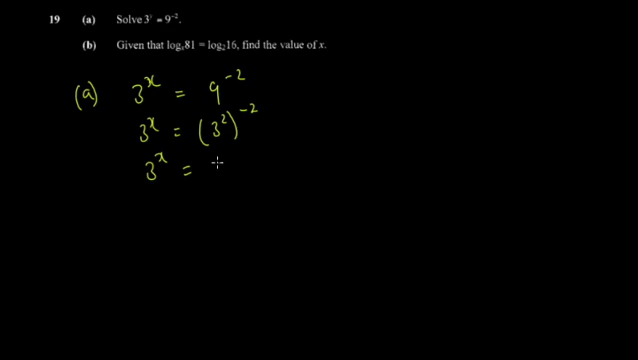 19 (a) Solve 3ˣ = 9⁻².
(b) Given that logₓ81 = log₂16, find the value of x.
(a) 3ˣ = 9⁻²
3ˣ = (3²)⁻²
3ˣ =